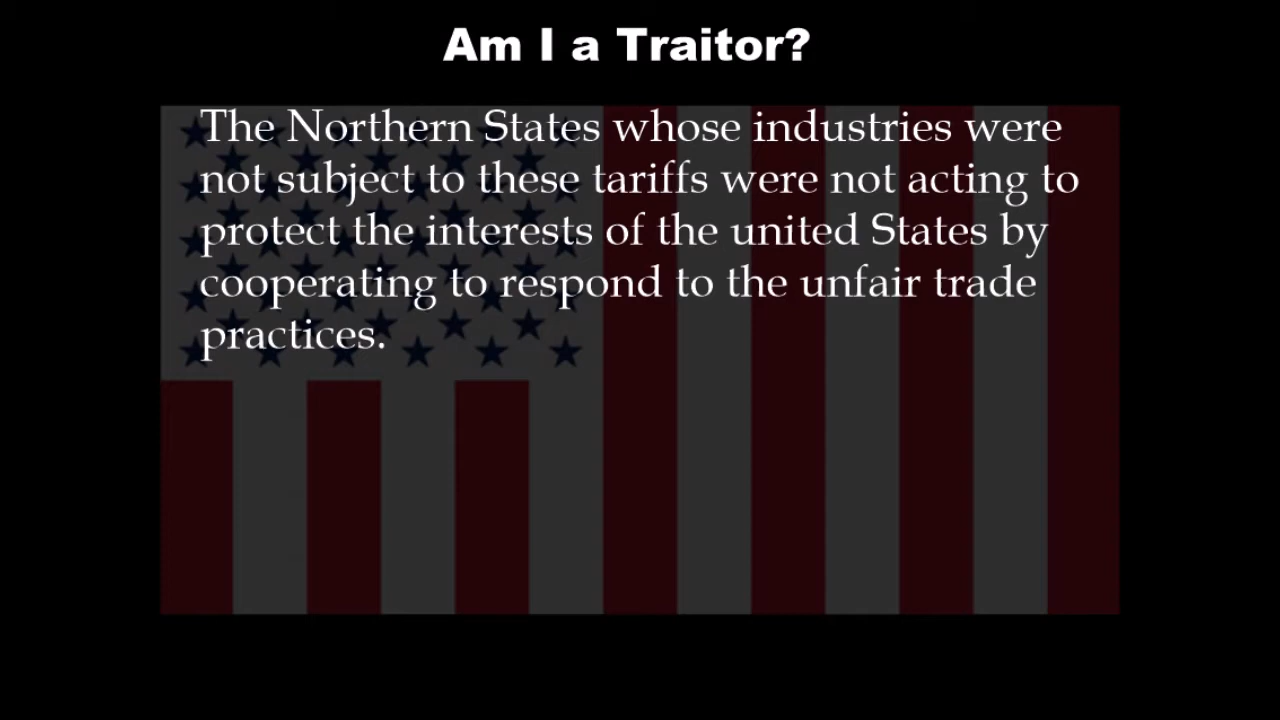 Am I a Traitor?
The Northern States whose industries were
not subject to these tariffs were not acting to
protect the interests of the united States by
cooperating to respond to the unfair trade
practices.